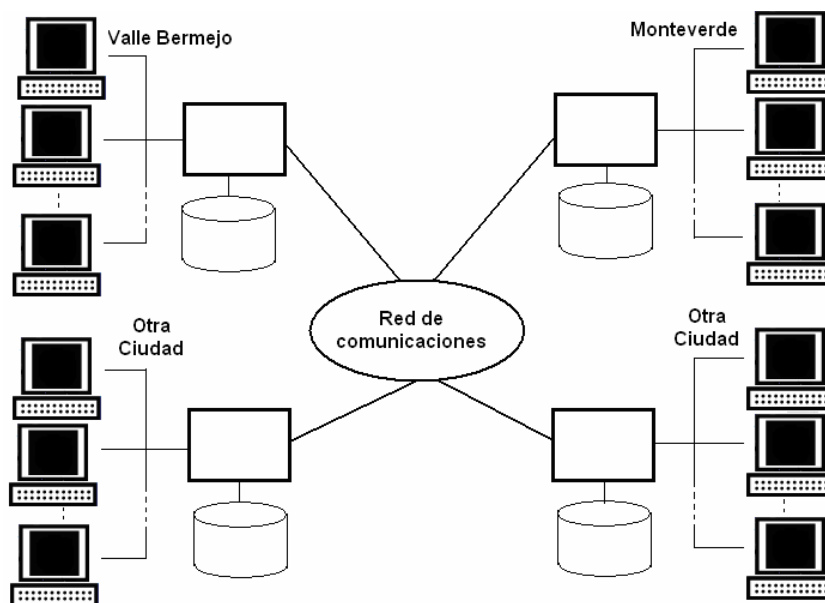 Valle Bermejo
Monteverde
Red de
comunicaciones
Otra
Ciudad
Otra
Ciudad